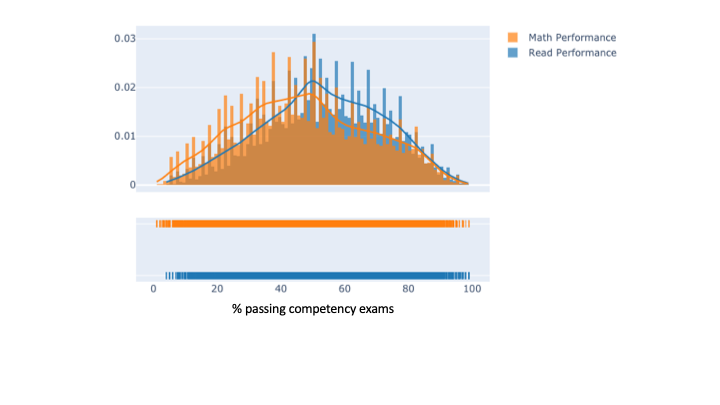 0.03
0.02
0.01
0
Math Performance
Read Performance
0 20 40 60 80 100
% passing competency exams